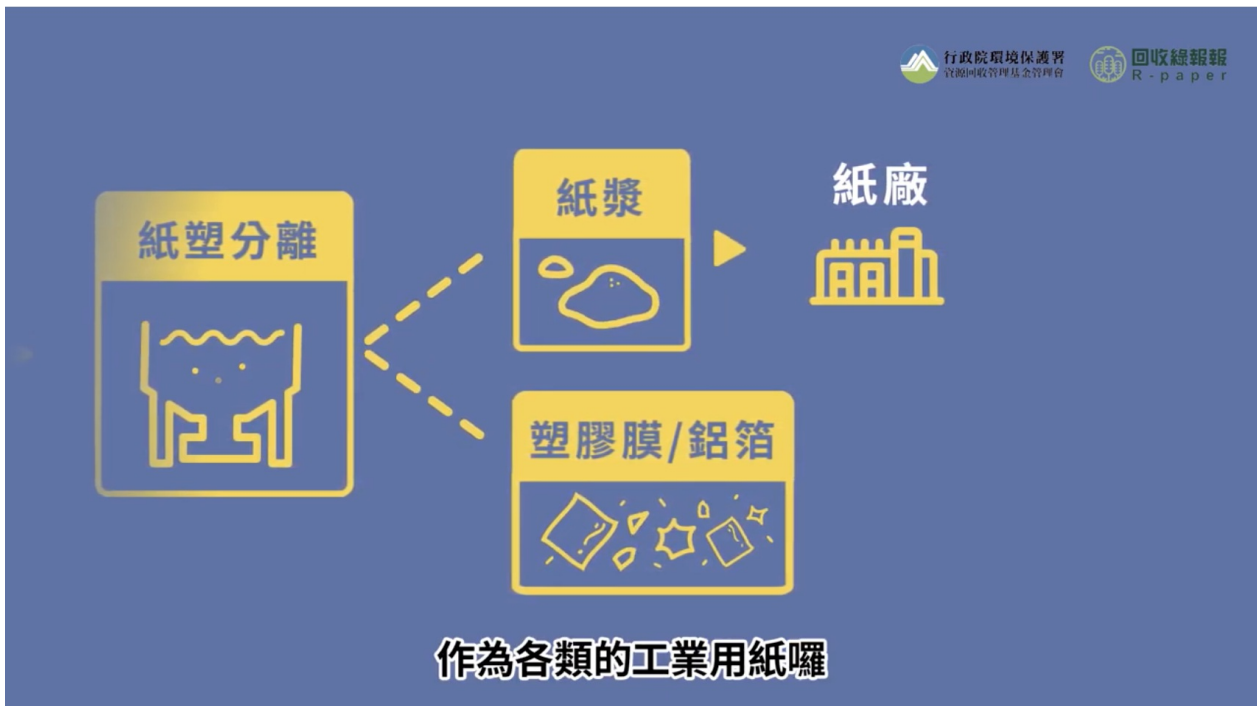 行政院環境保護署
資源回收管理基金管理會
回收綠報報
R-paper
紙塑分離
紙漿
紙廠
塑膠膜/鋁箔
作為各類的工業用紙囉